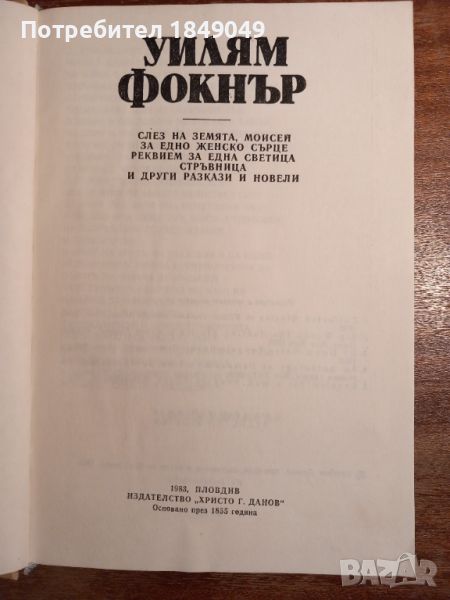 Потребител 1849049
УИЛЯМ
ФОКНЪР
СЛЕЗ НА ЗЕМЯТА, МОИСЕЙ
ЗА ЕДНО ЖЕНСКО СЪРЦЕ
РЕКВИЕМ ЗА ЕДНА СВЕТИЦА
СТРЪВНИЦА
И ДРУГИ РАЗКАЗИ И НОВЕЛИ
1983, ПЛОВДИВ
ИЗДАТЕЛСТВО „ХРИСТО Г. ДАНОВ"
Основано през 1855 година
BAZAR